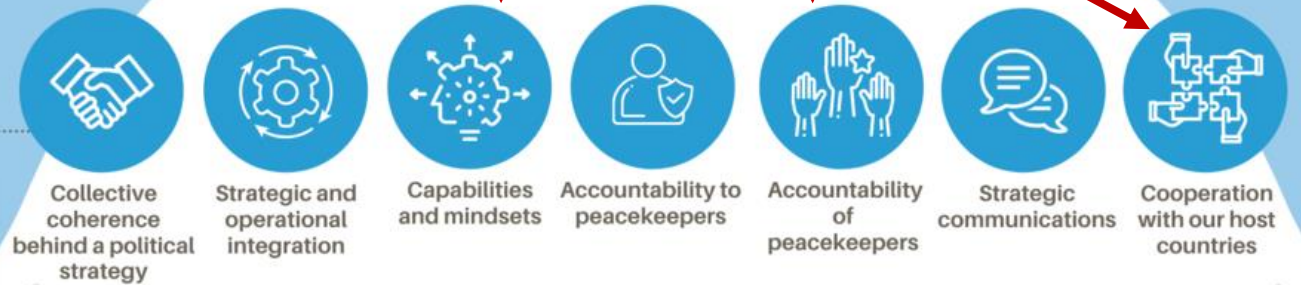 Collective
coherence
behind a political
strategy
Strategic and
operational
integration
Capabilities
and mindsets
Accountability to
peacekeepers
Accountability
of
peacekeepers
Strategic
communications
Cooperation
with our host
countries